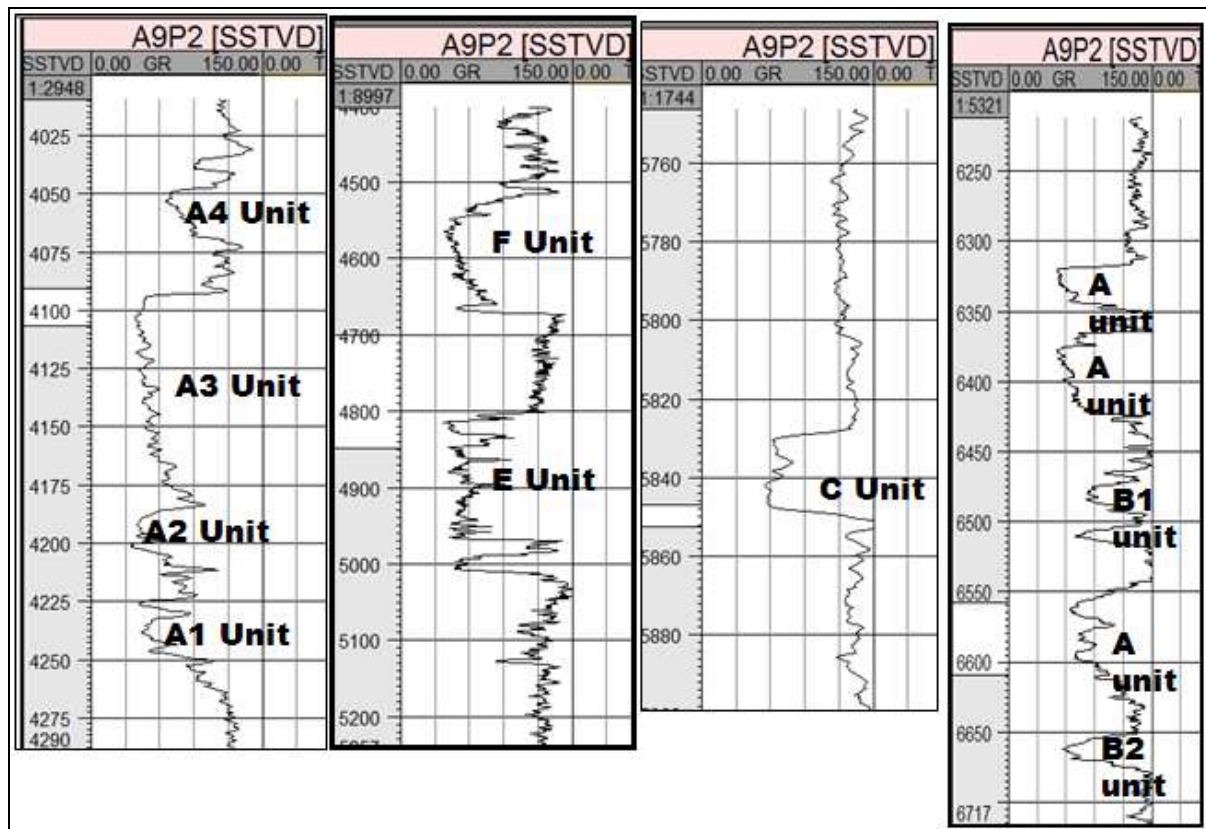 A9P2 [SSTVD]
SSTVD 0.00 GR 150.00 0.00 T
1:2948
4025
4050
A4 Unit
4075
4100
4125
A3 Unit
4150
4175
A2 Unit
4200
4225
A1 Unit
4250
4275
4290
A9P2 [SSTVD]
SSTVD 0.00 GR 150.00 0.00
1:8997
4400
4500
F Unit
4600
4700
4800
E Unit
4900
5000
5100
5200
A9P2 [SSTVD]
SSTVD 0.00 GR 150.00 0.00 T
1:1744
5760
5780
5800
5820
C Unit
5840
5860
5880
A9P2 [SSTVD]
SSTVD 0.00 GR 150.00 0.00
1:5321
6250
6300
A
unit
6350
A
unit
6400
6450
B1
unit
6500
6550
A
unit
6600
6650
B2
unit
6717